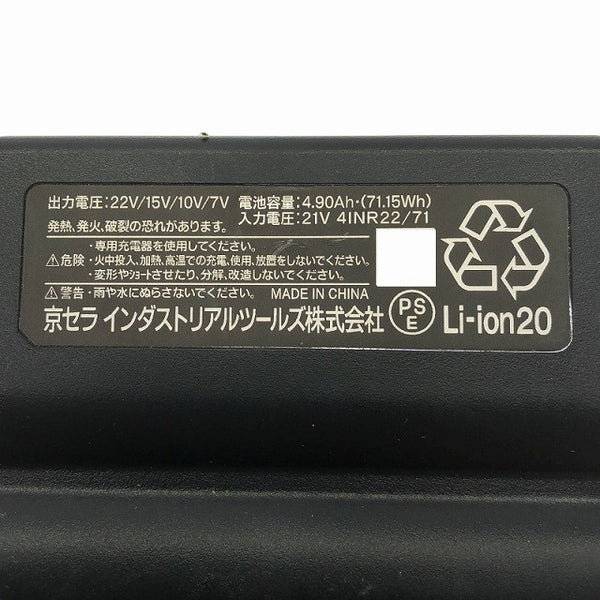 出力電圧:22V/15V/10V/7V 電池容量:4.90Ah・(71.15Wh)
発熱、発火、破裂の恐れがあります。 入力電圧:21V 4INR22/71
・専用充電器を使用してください。
⚠危険・火中投入、加熱、高温での充電、使用、放置をしないでください。
・変形やショートさせたり、分解、改造しないでください。
⚠警告・雨や水にぬらさないでください。 MADE IN CHINA
京セラ インダストリアルツールズ株式会社 PSE Li-ion20